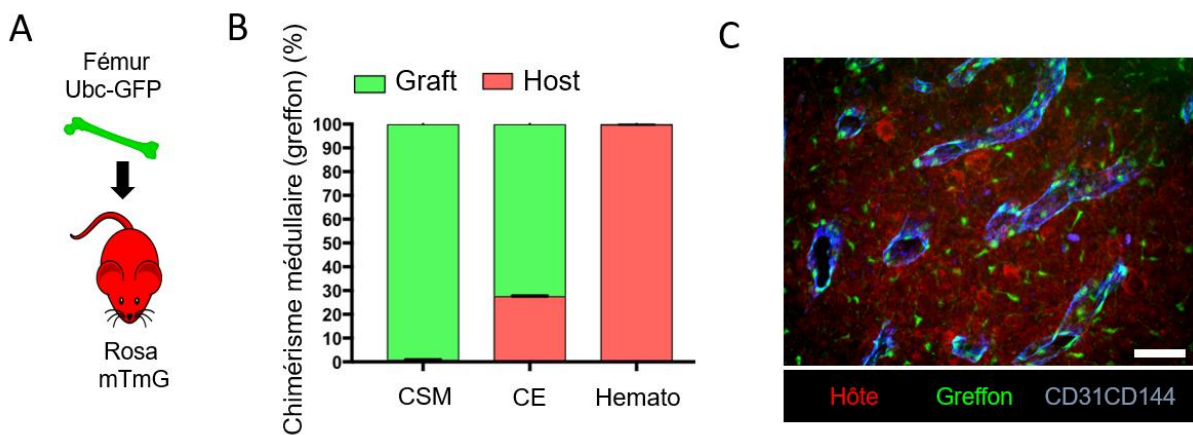 A
Fémur
Ubc-GFP
Rosa
mTmG
B
Chimérisme médullaire (greffon) (%)
Graft Host
100
90
80
70
60
50
40
30
20
10
0
CSM CE Hemato
C
Hôte Greffon CD31CD144